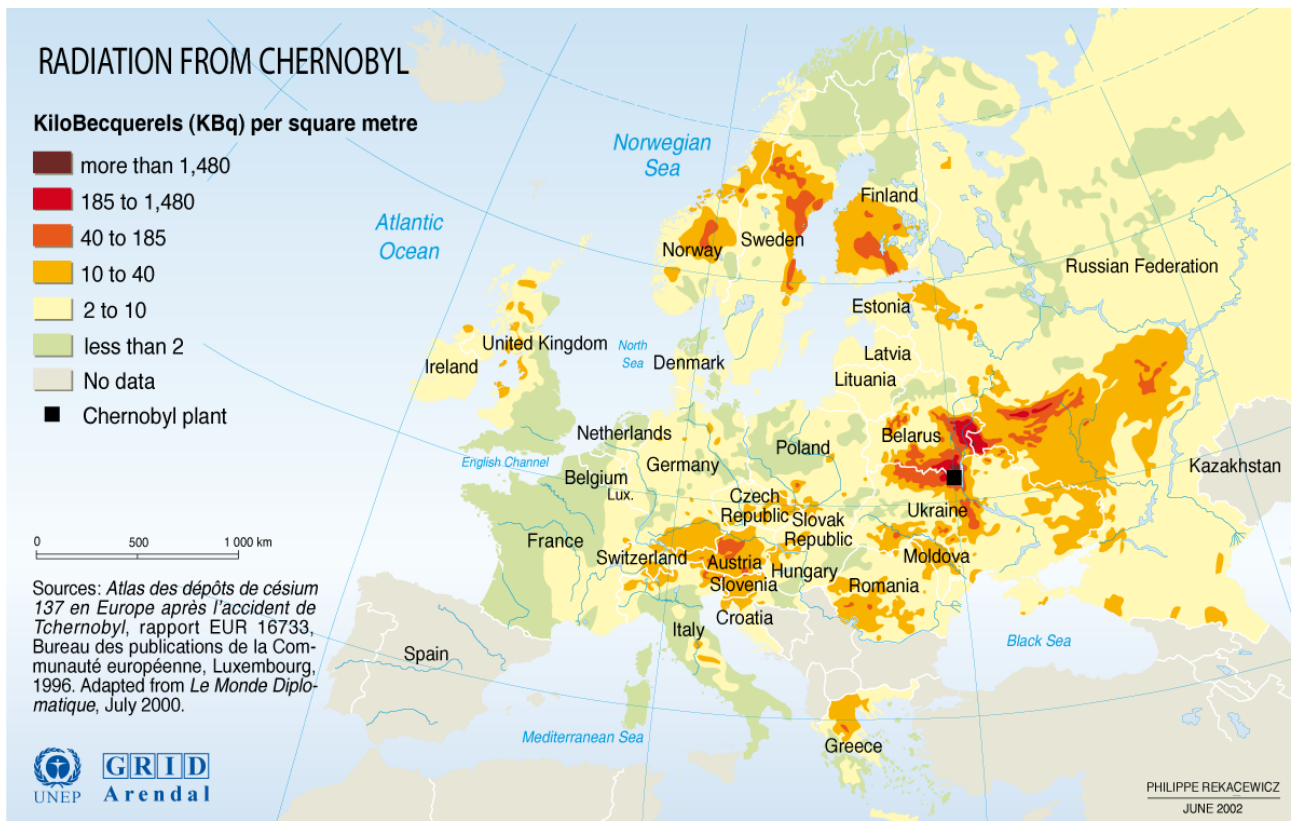 RADIATION FROM CHERNOBYL
KiloBecquerels (KBq) per square metre
more than 1,480
185 to 1,480
40 to 185
10 to 40
2 to 10
less than 2
No data
Chernobyl plant
Norwegian
Sea
Atlantic
Ocean
Finland
Sweden
Norway
Russian Federation
Estonia
United Kingdom
North
Sea
Ireland
Denmark
Latvia
Lituania
Netherlands
Belarus
Poland
English Channel
Germany
Belgium
Kazakhstan
Lux.
Czech
Republic
Ukraine
Slovak
Republic
France
Switzerland
Moldova
Austria
Hungary
Slovenia
Romania
Croatia
Italy
Spain
Black Sea
Mediterranean Sea
Greece
0 500 1 000 km
Sources: Atlas des dépôts de césium
137 en Europe après l'accident de
Tchernobyl, rapport EUR 16733,
Bureau des publications de la Com-
munauté européenne, Luxembourg,
1996. Adapted from Le Monde Diplo-
matique, July 2000.
UNEP
GRID
Arendal
PHILIPPE REKACEWICZ
JUNE 2002